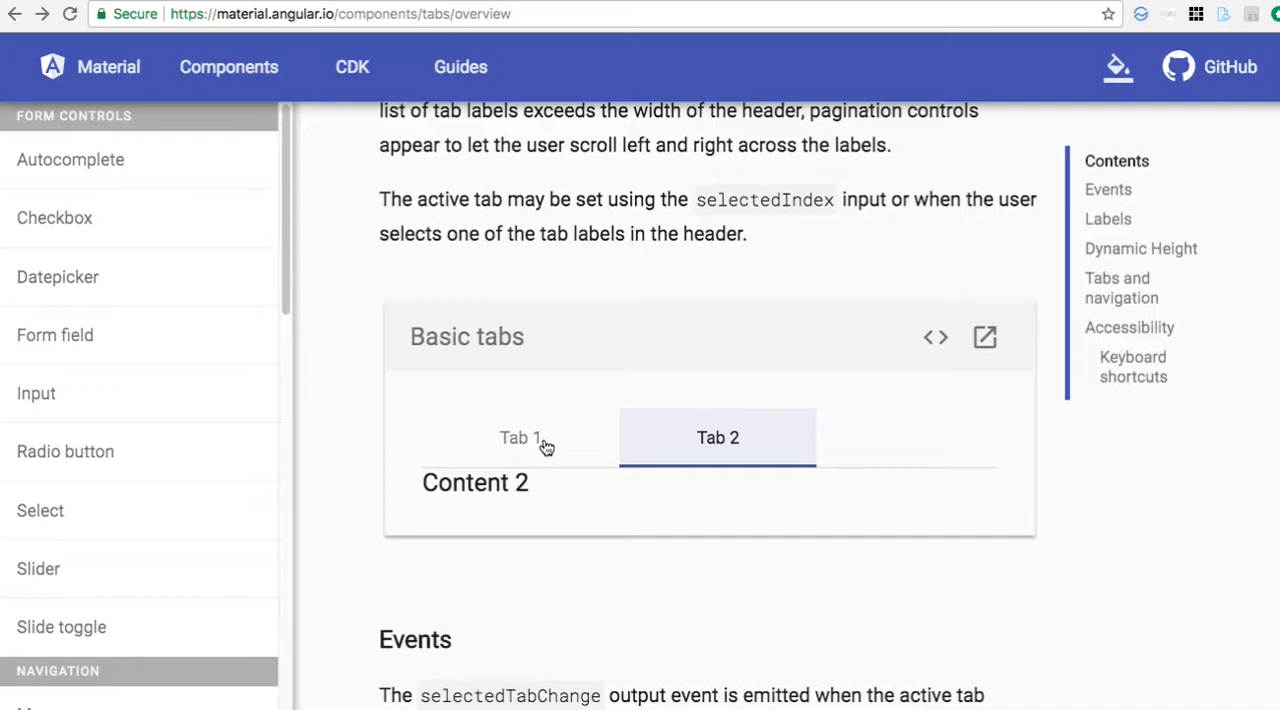 Secure https://material.angular.io/components/tabs/overview
Material Components CDK Guides GitHub
FORM CONTROLS
Autocomplete
Checkbox
Datepicker
Form field
Input
Radio button
Select
Slider
Slide toggle
NAVIGATION
list of tab labels exceeds the width of the header, pagination controls
appear to let the user scroll left and right across the labels.
The active tab may be set using the selectedIndex input or when the user
selects one of the tab labels in the header.
Basic tabs
Tab 1 Tab 2
Content 2
Events
The selectedTabChange output event is emitted when the active tab
Contents
Events
Labels
Dynamic Height
Tabs and
navigation
Accessibility
Keyboard
shortcuts